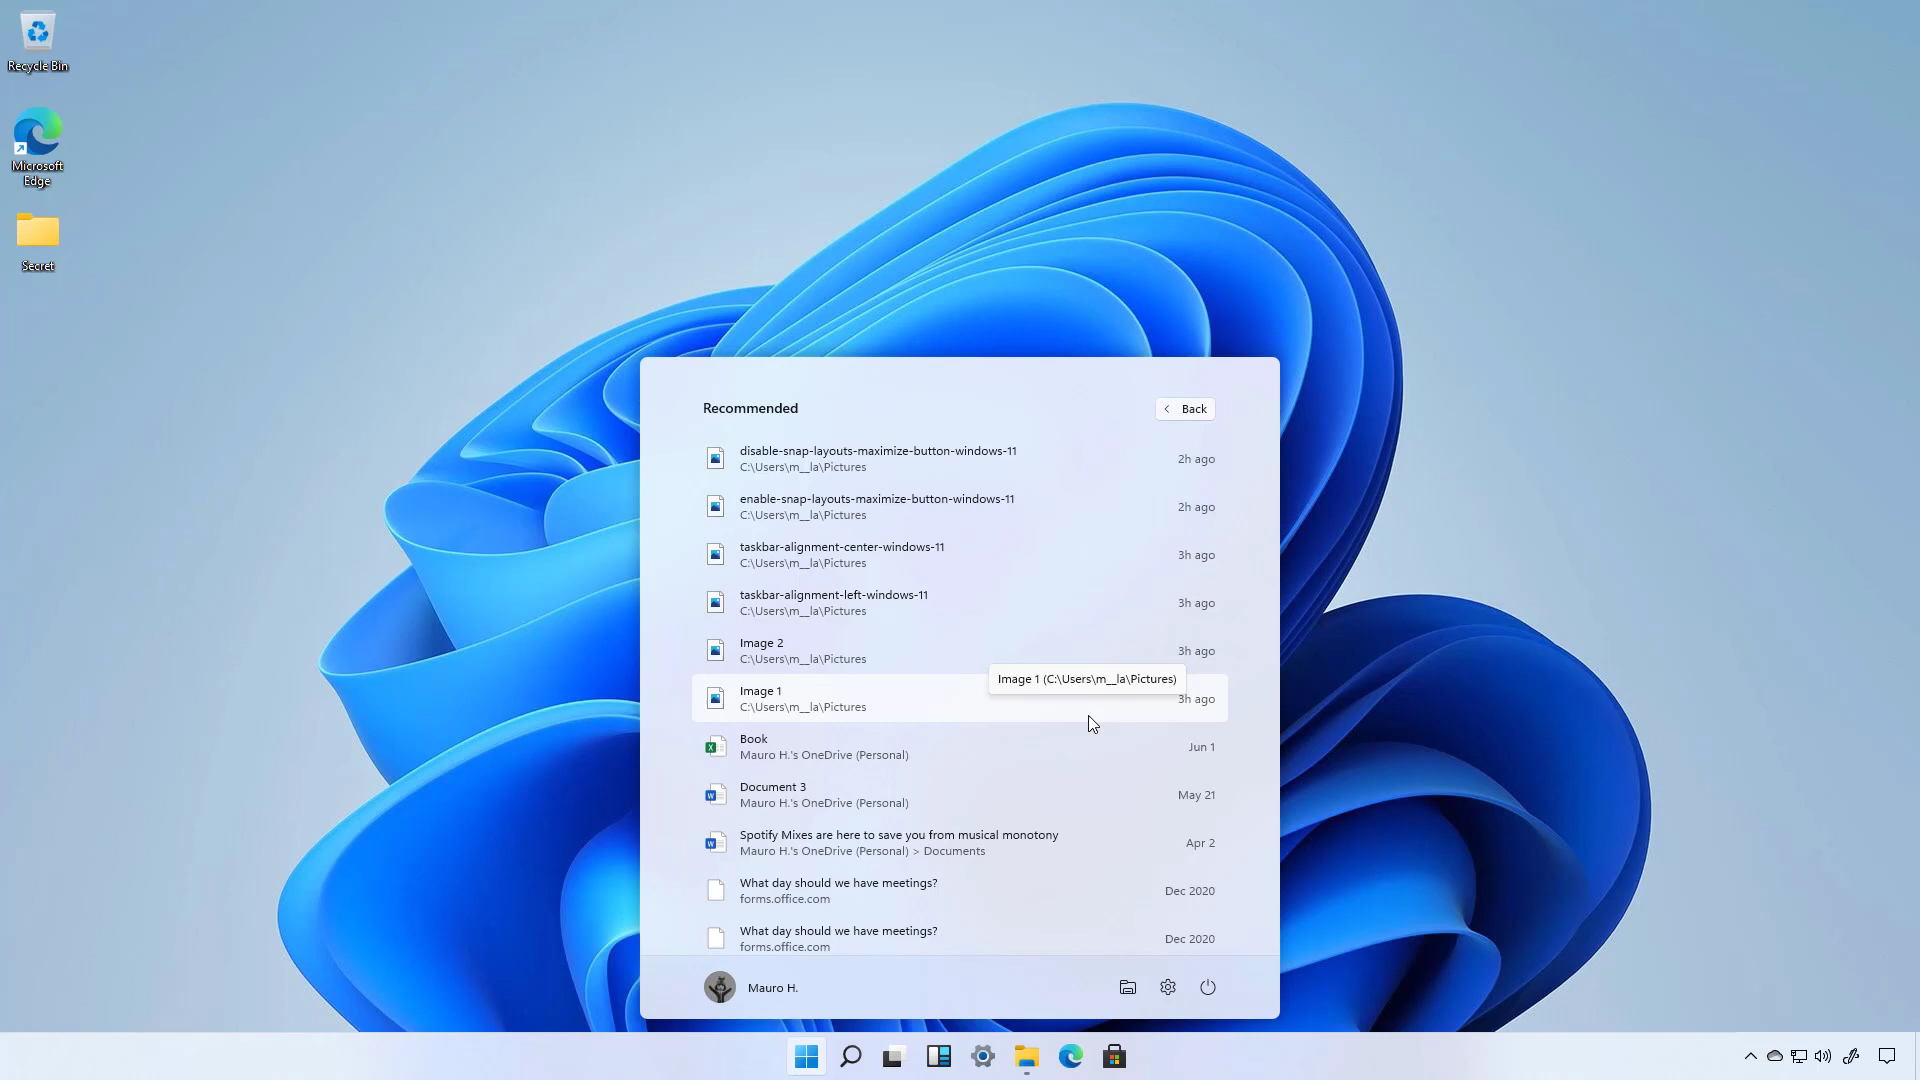 Recycle Bin
Microsoft
Edge
Secret
Recommended
Back
disable-snap-layouts-maximize-button-windows-11
C:\Users\m__la\Pictures
2h ago
enable-snap-layouts-maximize-button-windows-11
C:\Users\m__la\Pictures
2h ago
taskbar-alignment-center-windows-11
C:\Users\m__la\Pictures
3h ago
taskbar-alignment-left-windows-11
C:\Users\m__la\Pictures
3h ago
Image 2
C:\Users\m__la\Pictures
3h ago
Image 1 (C:\Users\m__la\Pictures)
Image 1
C:\Users\m__la\Pictures
3h ago
Book
Mauro H.'s OneDrive (Personal)
Jun 1
Document 3
Mauro H.'s OneDrive (Personal)
May 21
Spotify Mixes are here to save you from musical monotony
Mauro H.'s OneDrive (Personal) > Documents
Apr 2
What day should we have meetings?
forms.office.com
Dec 2020
What day should we have meetings?
forms.office.com
Dec 2020
Mauro H.